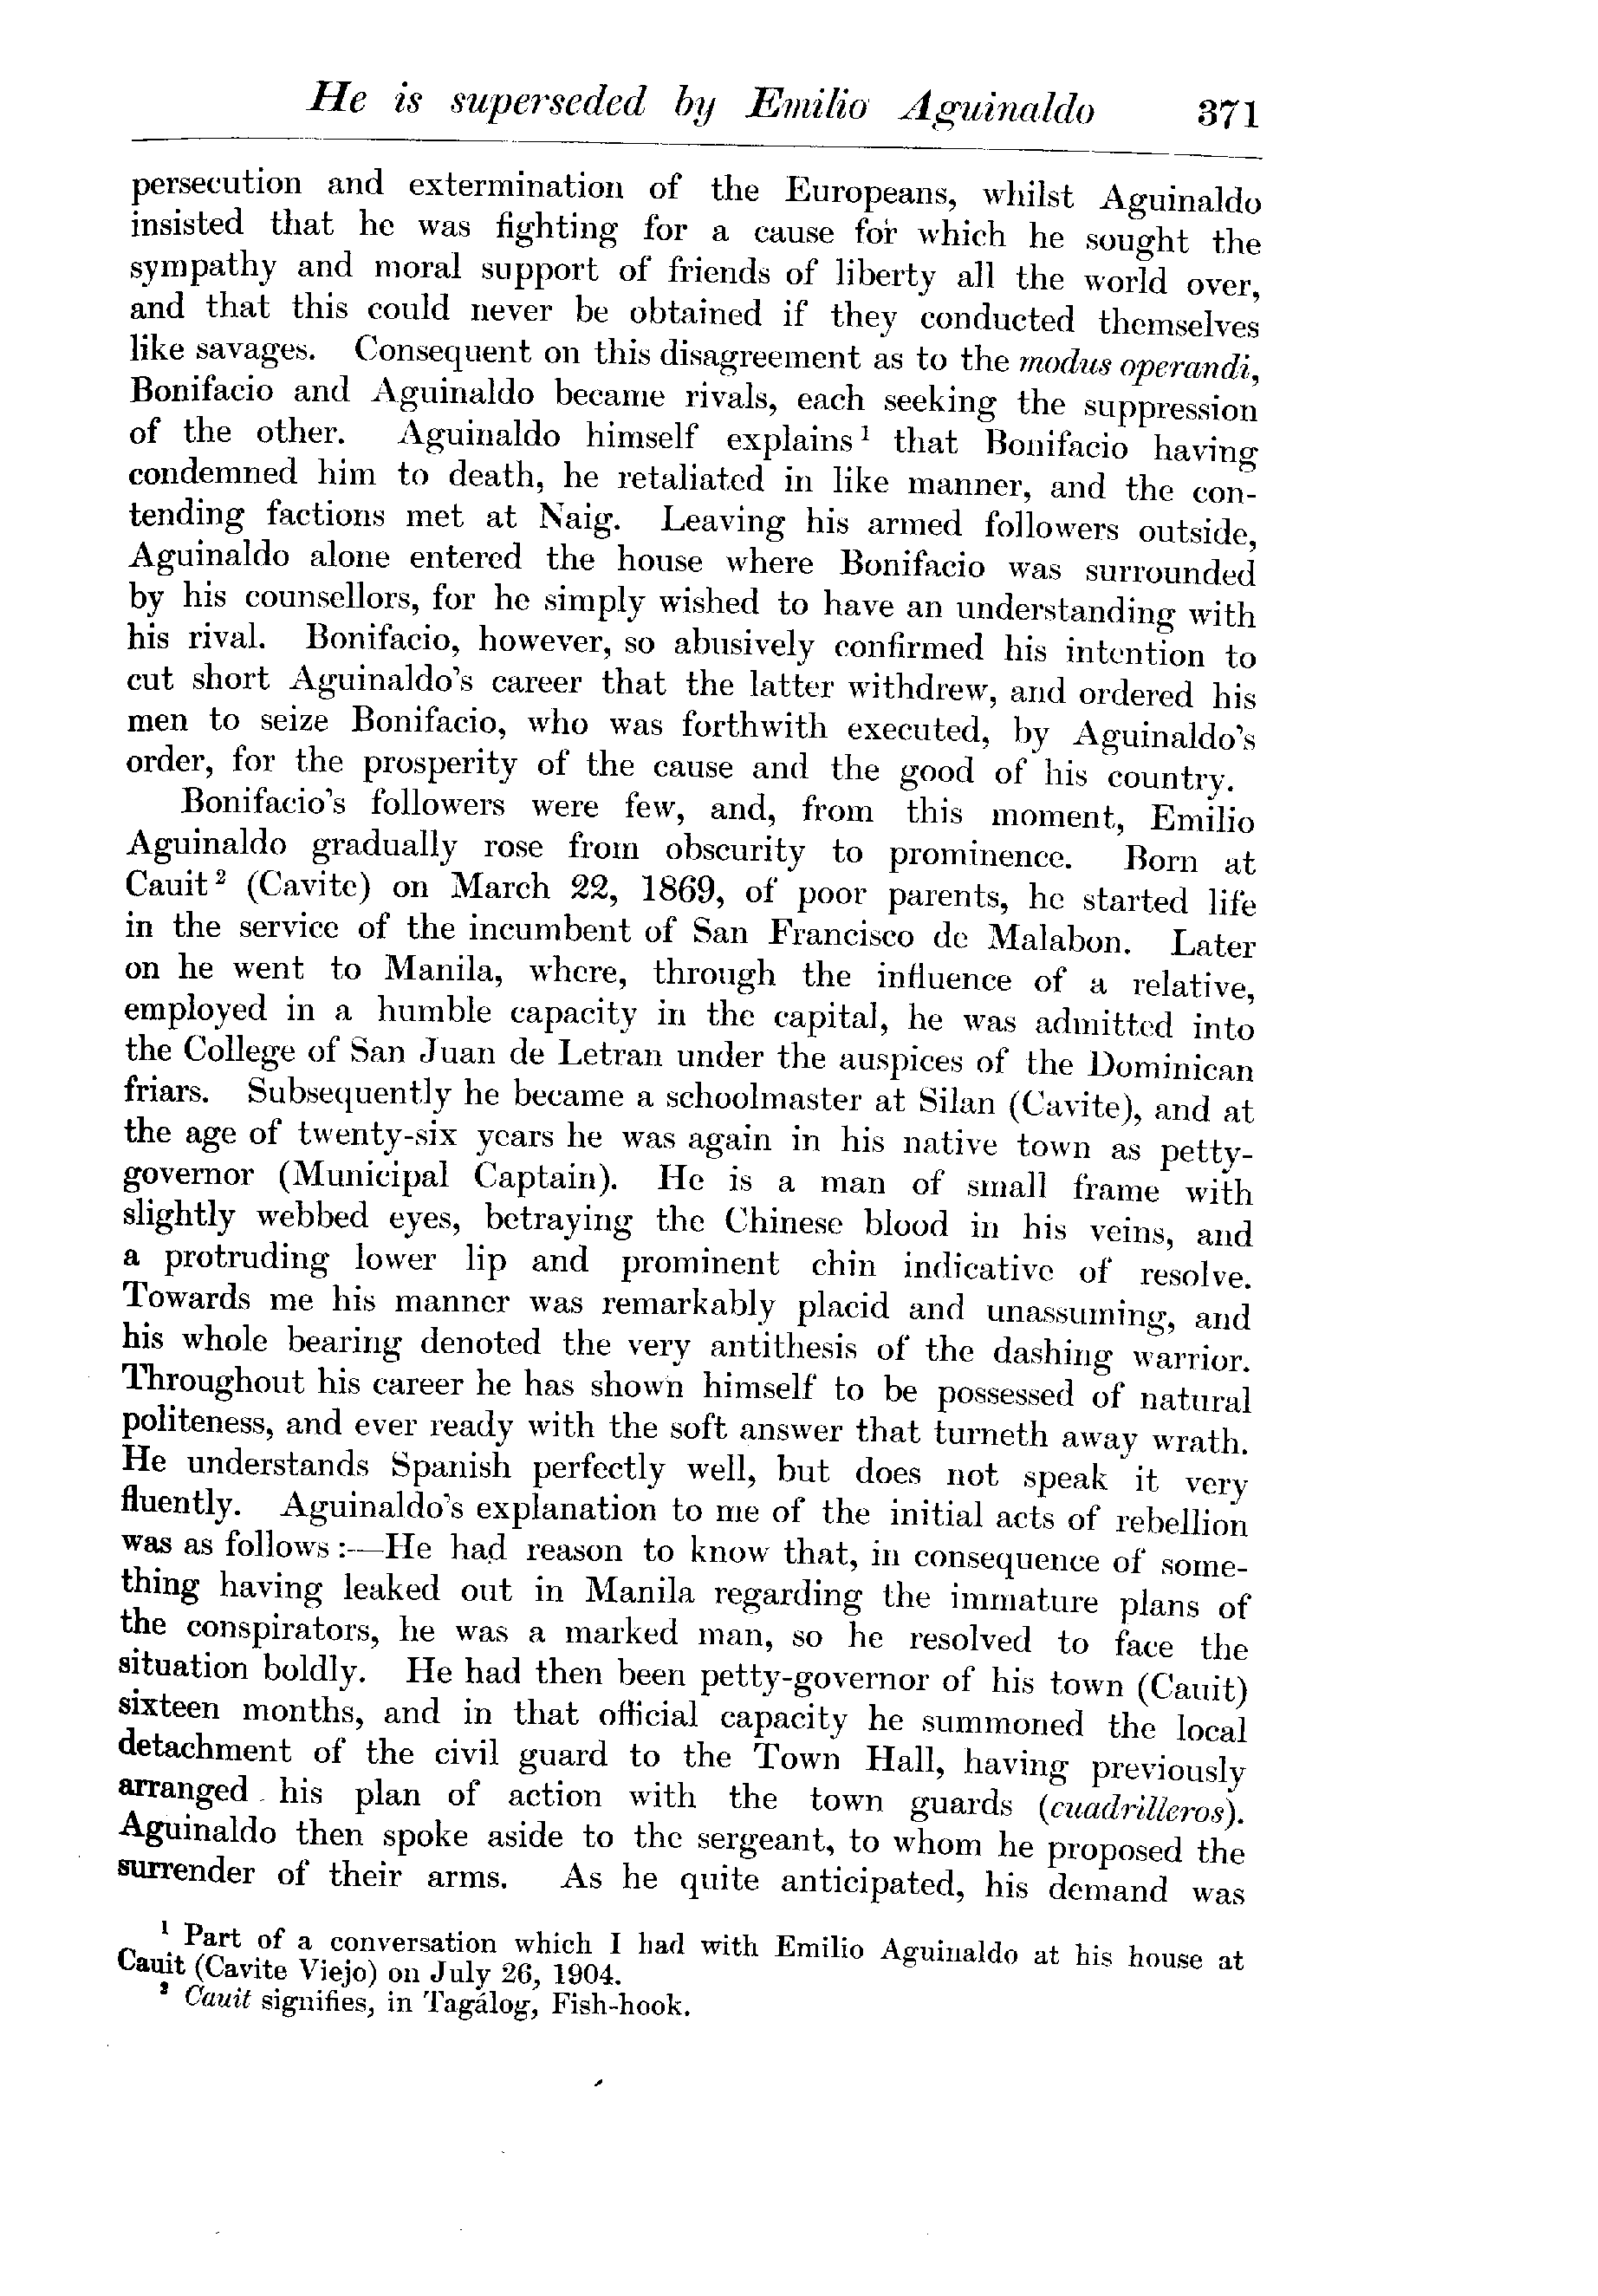 He is superseded by Emilio Aguinaldo 371
persecution and extermination of the Europeans, whilst Aguinaldo
insisted that he was fighting for a cause for which he sought the
sympathy and moral support of friends of liberty all the world over,
and that this could never be obtained if they conducted themselves
like savages. Consequent on this disagreement as to the modus operandi,
Bonifacio and Aguinaldo became rivals, each seeking the suppression
of the other. Aguinaldo himself explains¹ that Bonifacio having
condemned him to death, he retaliated in like manner, and the con-
tending factions met at Naig. Leaving his armed followers outside,
Aguinaldo alone entered the house where Bonifacio was surrounded
by his counsellors, for he simply wished to have an understanding with
his rival. Bonifacio, however, so abusively confirmed his intention to
cut short Aguinaldo's career that the latter withdrew, and ordered his
men to seize Bonifacio, who was forthwith executed, by Aguinaldo's
order, for the prosperity of the cause and the good of his country.
Bonifacio's followers were few, and, from this moment, Emilio
Aguinaldo gradually rose from obscurity to prominence. Born at
Cauit² (Cavite) on March 22, 1869, of poor parents, he started life
in the service of the incumbent of San Francisco de Malabon. Later
on he went to Manila, where, through the influence of a relative,
employed in a humble capacity in the capital, he was admitted into
the College of San Juan de Letran under the auspices of the Dominican
friars. Subsequently he became a schoolmaster at Silan (Cavite), and at
the age of twenty-six years he was again in his native town as petty-
governor (Municipal Captain). He is a man of small frame with
slightly webbed eyes, betraying the Chinese blood in his veins, and
a protruding lower lip and prominent chin indicative of resolve.
Towards me his manner was remarkably placid and unassuming, and
his whole bearing denoted the very antithesis of the dashing warrior.
Throughout his career he has shown himself to be possessed of natural
politeness, and ever ready with the soft answer that turneth away wrath.
He understands Spanish perfectly well, but does not speak it very
fluently. Aguinaldo's explanation to me of the initial acts of rebellion
was as follows:—He had reason to know that, in consequence of some-
thing having leaked out in Manila regarding the immature plans of
the conspirators, he was a marked man, so he resolved to face the
situation boldly. He had then been petty-governor of his town (Cauit)
sixteen months, and in that official capacity he summoned the local
detachment of the civil guard to the Town Hall, having previously
arranged his plan of action with the town guards (cuadrilleros).
Aguinaldo then spoke aside to the sergeant, to whom he proposed the
surrender of their arms. As he quite anticipated, his demand was
¹ Part of a conversation which I had with Emilio Aguinaldo at his house at
Cauit (Cavite Viejo) on July 26, 1904.
² Cauit signifies, in Tagálog, Fish-hook.